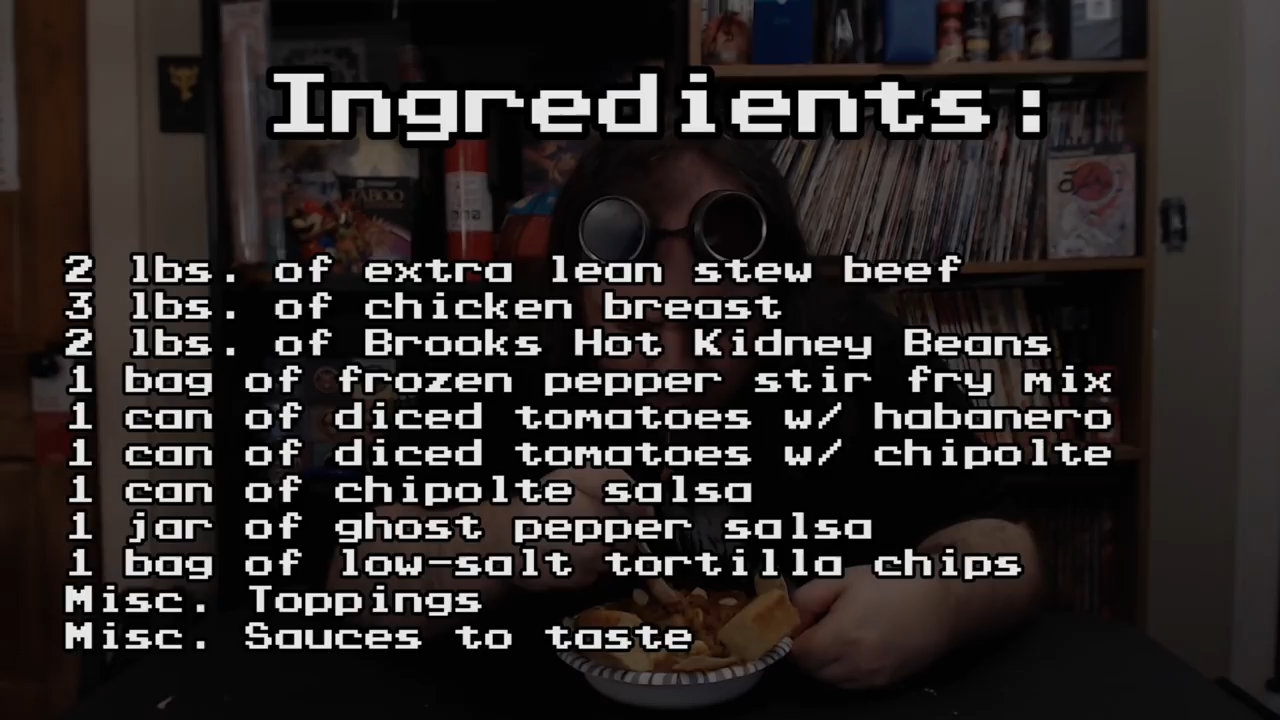 Ingredients:
2 lbs. of extra lean stew beef
3 lbs. of chicken breast
2 lbs. of Brooks Hot Kidney Beans
1 bag of frozen pepper stir fry mix
1 can of diced tomatoes w/ habanero
1 can of diced tomatoes w/ chipolte
1 can of chipolte salsa
1 jar of ghost pepper salsa
1 bag of low-salt tortilla chips
Misc. Toppings
Misc. Sauces to taste
TABOO